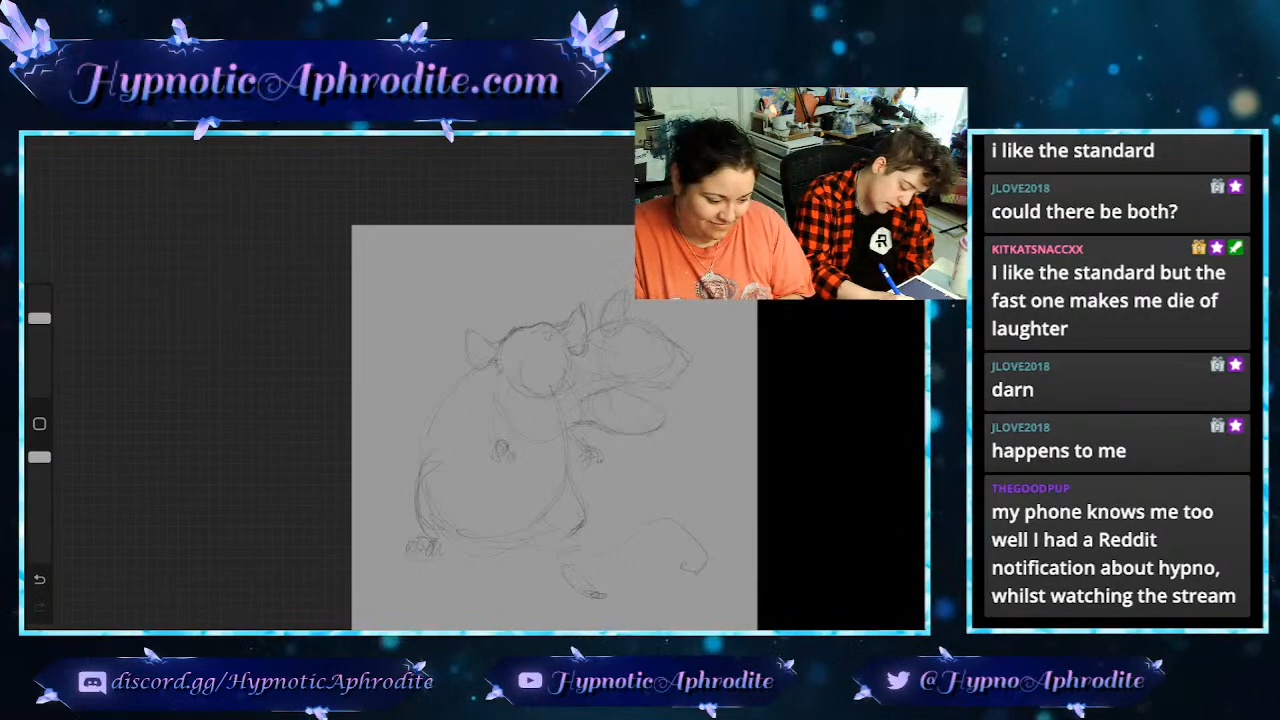 HypnoticAphrodite.com
i like the standard
JLOVE2018
could there be both?
KITKATSNACCXX
I like the standard but the
fast one makes me die of
laughter
JLOVE2018
darn
JLOVE2018
happens to me
THEGOODPUP
my phone knows me too
well I had a Reddit
notification about hypno,
whilst watching the stream
discord.gg/HypnoticAphrodite
HypnoticAphrodite
@HypnoAphrodite